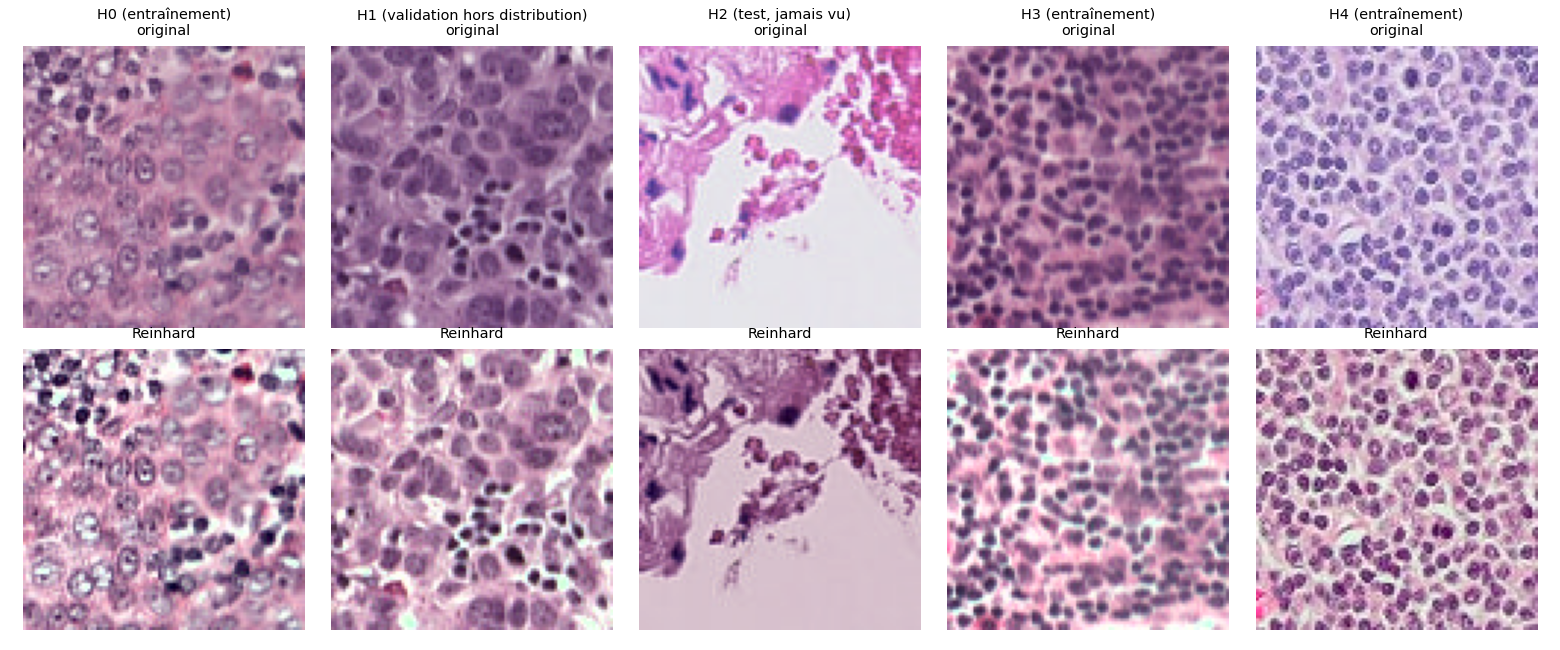 H0 (entraînement)
original
H1 (validation hors distribution)
original
H2 (test, jamais vu)
original
H3 (entraînement)
original
H4 (entraînement)
original
Reinhard
Reinhard
Reinhard
Reinhard
Reinhard